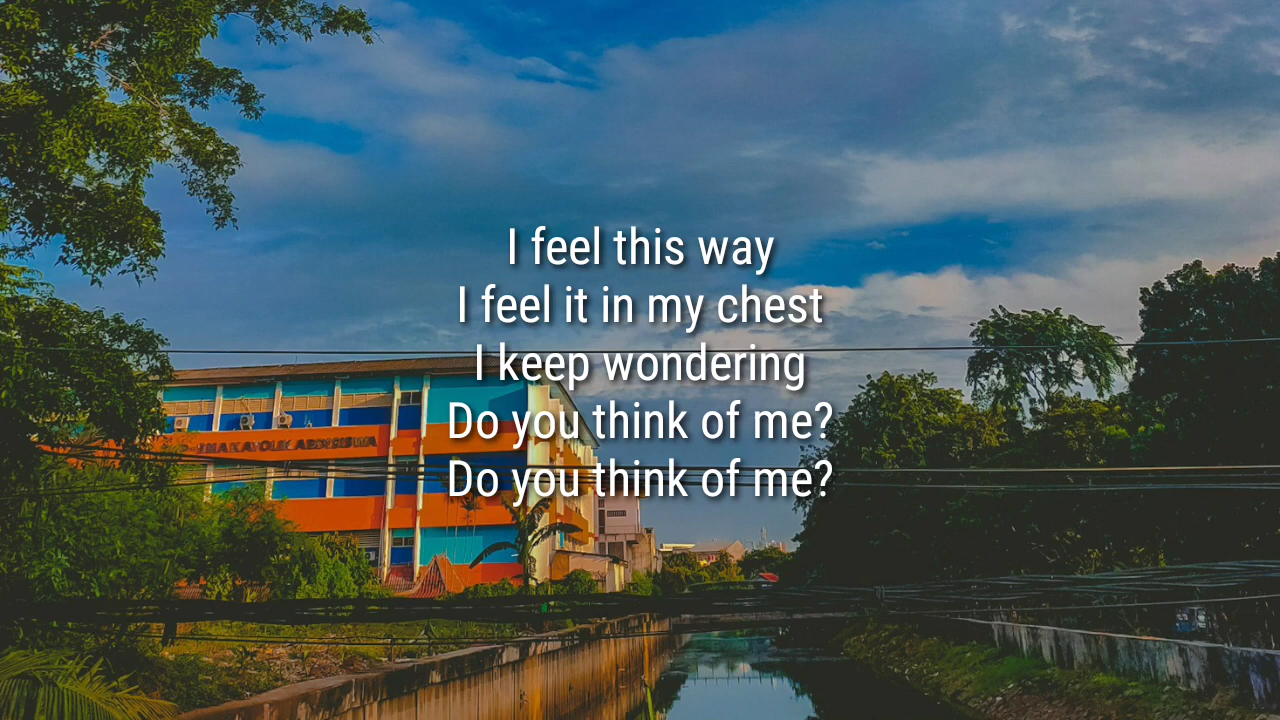 I feel this way
I feel it in my chest
I keep wondering
Do you think of me?
Do you think of me?